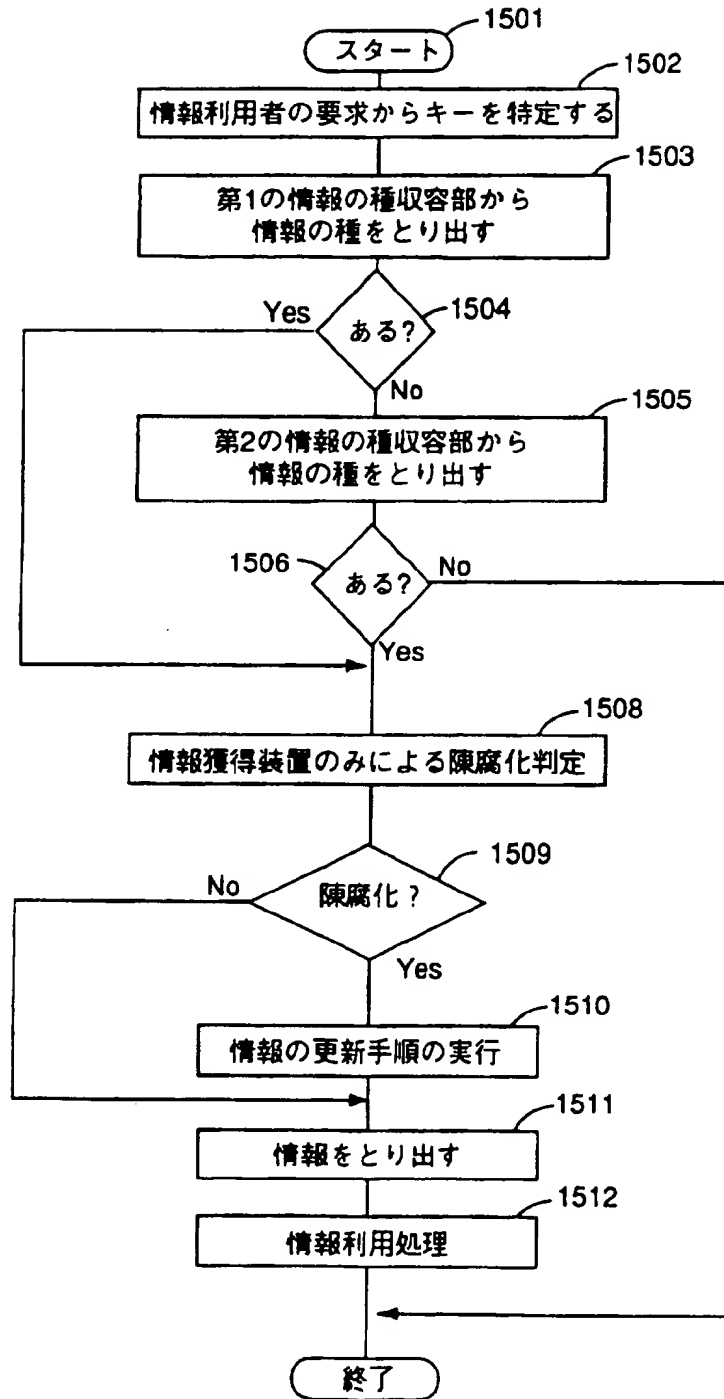 1501
スタート
1502
情報利用者の要求からキーを特定する
1503
第1の情報の種収容部から
情報の種をとり出す
Yes
ある?
1504
No
1505
第2の情報の種収容部から
情報の種をとり出す
1506
ある?
No
Yes
1508
情報獲得装置のみによる陳腐化判定
1509
No
陳腐化?
Yes
1510
情報の更新手順の実行
1511
情報をとり出す
1512
情報利用処理
終了